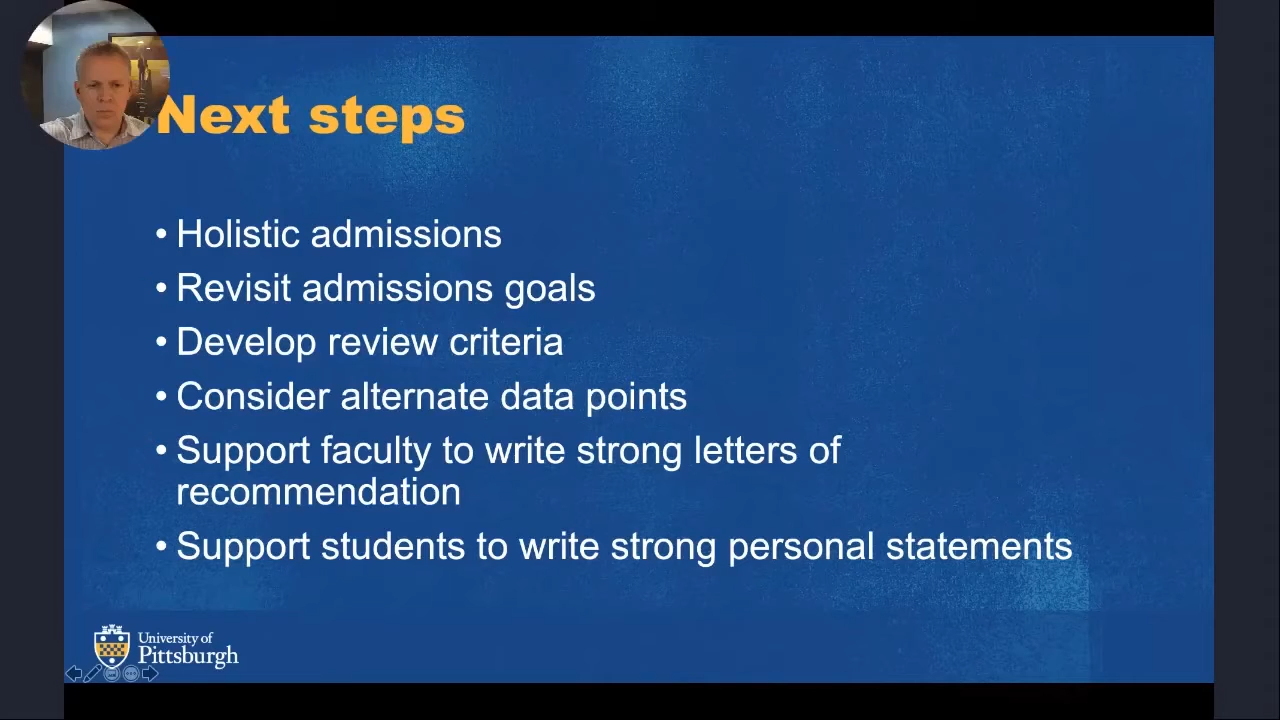 Next steps
• Holistic admissions
• Revisit admissions goals
• Develop review criteria
• Consider alternate data points
• Support faculty to write strong letters of
recommendation
• Support students to write strong personal statements
University of
Pittsburgh